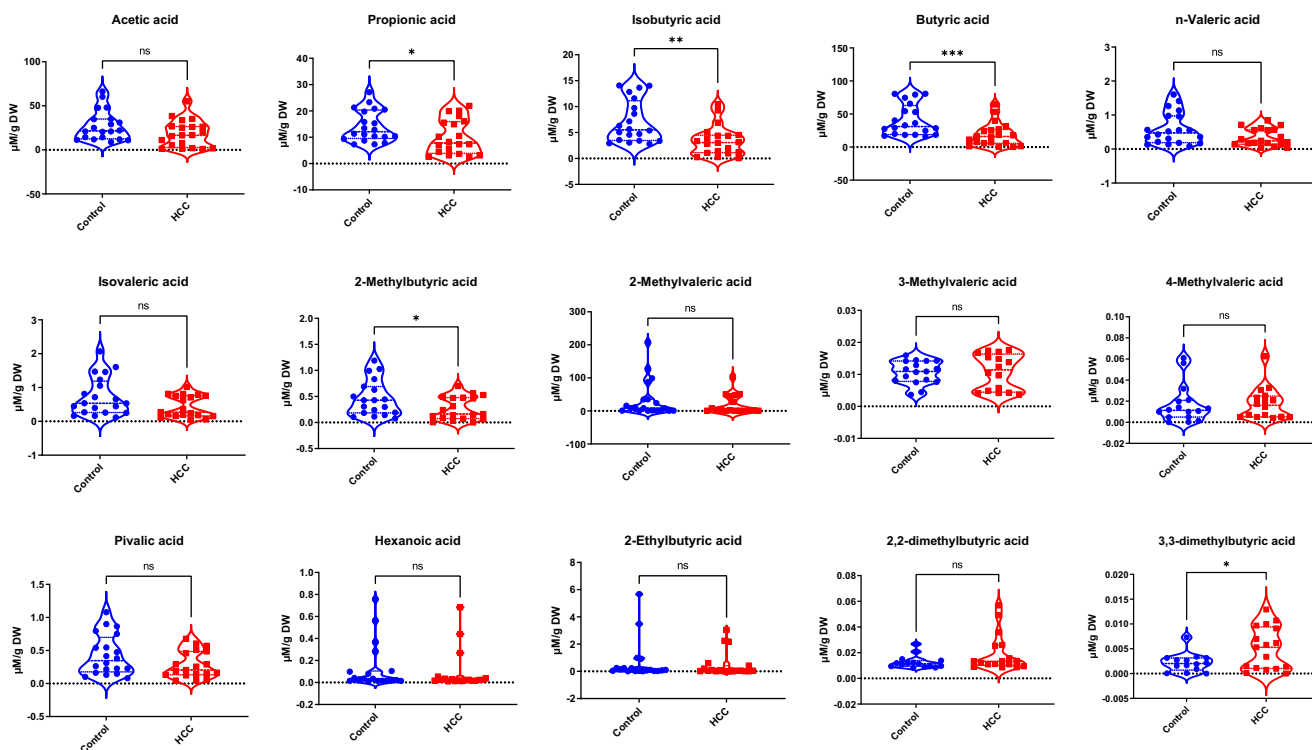 Acetic acid
ns
µM/g DW
100
50
0
-50
Control
HCC
Propionic acid
*
µM/g DW
40
30
20
10
0
-10
Control
HCC
Isobutyric acid
**
µM/g DW
20
15
10
5
0
-5
Control
HCC
Butyric acid
***
µM/g DW
150
100
50
0
-50
Control
HCC
n-Valeric acid
ns
µM/g DW
3
2
1
0
-1
Control
HCC
Isovaleric acid
ns
µM/g DW
3
2
1
0
-1
Control
HCC
2-Methylbutyric acid
*
µM/g DW
2.0
1.5
1.0
0.5
0.0
-0.5
Control
HCC
2-Methylvaleric acid
ns
µM/g DW
300
200
100
0
-100
Control
HCC
3-Methylvaleric acid
ns
µM/g DW
0.03
0.02
0.01
0.00
-0.01
Control
HCC
4-Methylvaleric acid
ns
µM/g DW
0.10
0.08
0.06
0.04
0.02
0.00
-0.02
Control
HCC
Pivalic acid
ns
µM/g DW
1.5
1.0
0.5
0.0
-0.5
Control
HCC
Hexanoic acid
ns
µM/g DW
1.0
0.8
0.6
0.4
0.2
0.0
-0.2
Control
HCC
2-Ethylbutyric acid
ns
µM/g DW
8
6
4
2
0
-2
Control
HCC
2,2-dimethylbutyric acid
ns
µM/g DW
0.08
0.06
0.04
0.02
0.00
-0.02
Control
HCC
3,3-dimethylbutyric acid
*
µM/g DW
0.020
0.015
0.010
0.005
0.000
-0.005
Control
HCC